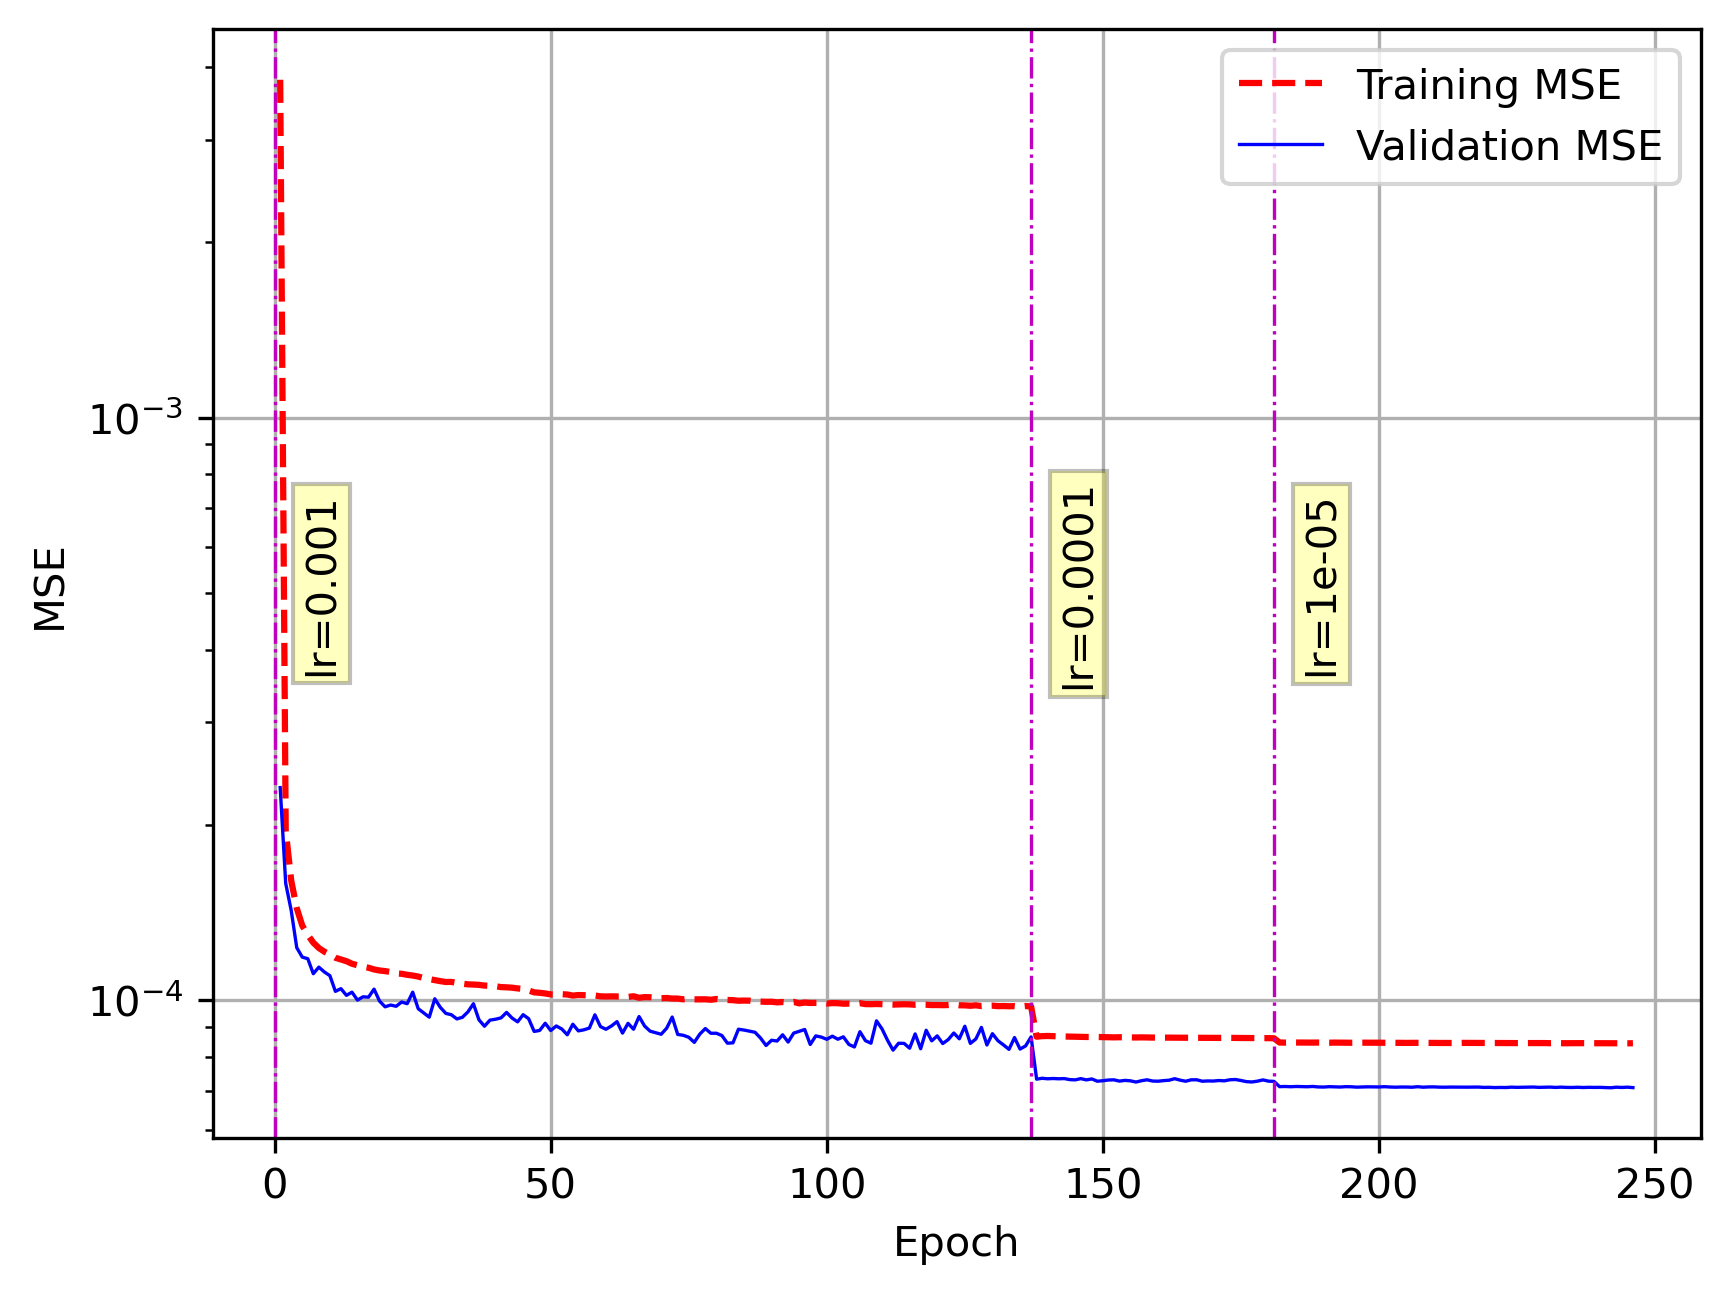 Training MSE
Validation MSE
MSE
10⁻³
10⁻⁴
lr=0.001
lr=0.0001
lr=1e-05
0 50 100 150 200 250
Epoch